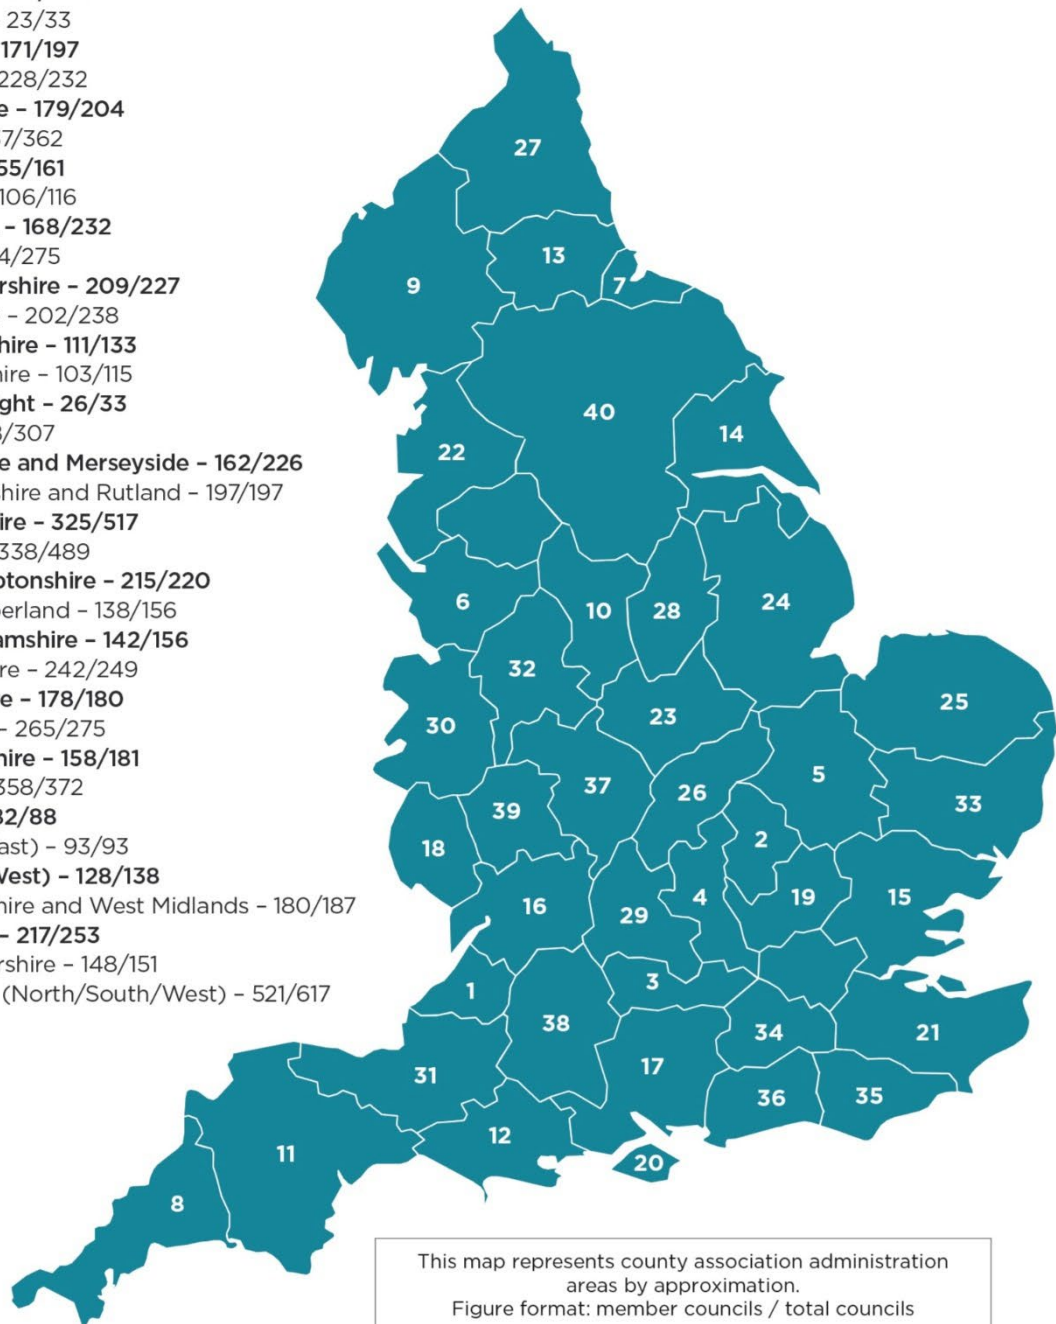 23/33
171/197
228/232
e – 179/204
7/362
55/161
106/116
– 168/232
4/275
rshire – 209/227
– 202/238
hire – 111/133
hire – 103/115
ght – 26/33
/307
e and Merseyside – 162/226
shire and Rutland – 197/197
ire – 325/517
338/489
ptonshire – 215/220
berland – 138/156
amshire – 142/156
re – 242/249
e – 178/180
– 265/275
hire – 158/181
358/372
82/88
ast) – 93/93
West) – 128/138
hire and West Midlands – 180/187
– 217/253
rshire – 148/151
(North/South/West) – 521/617
27
13
7
9
40
14
22
6
10
28
24
32
25
30
23
5
37
26
33
39
2
18
4
19
15
16
29
3
1
38
34
21
17
31
36
35
12
11
20
8
This map represents county association administration
areas by approximation.
Figure format: member councils / total councils